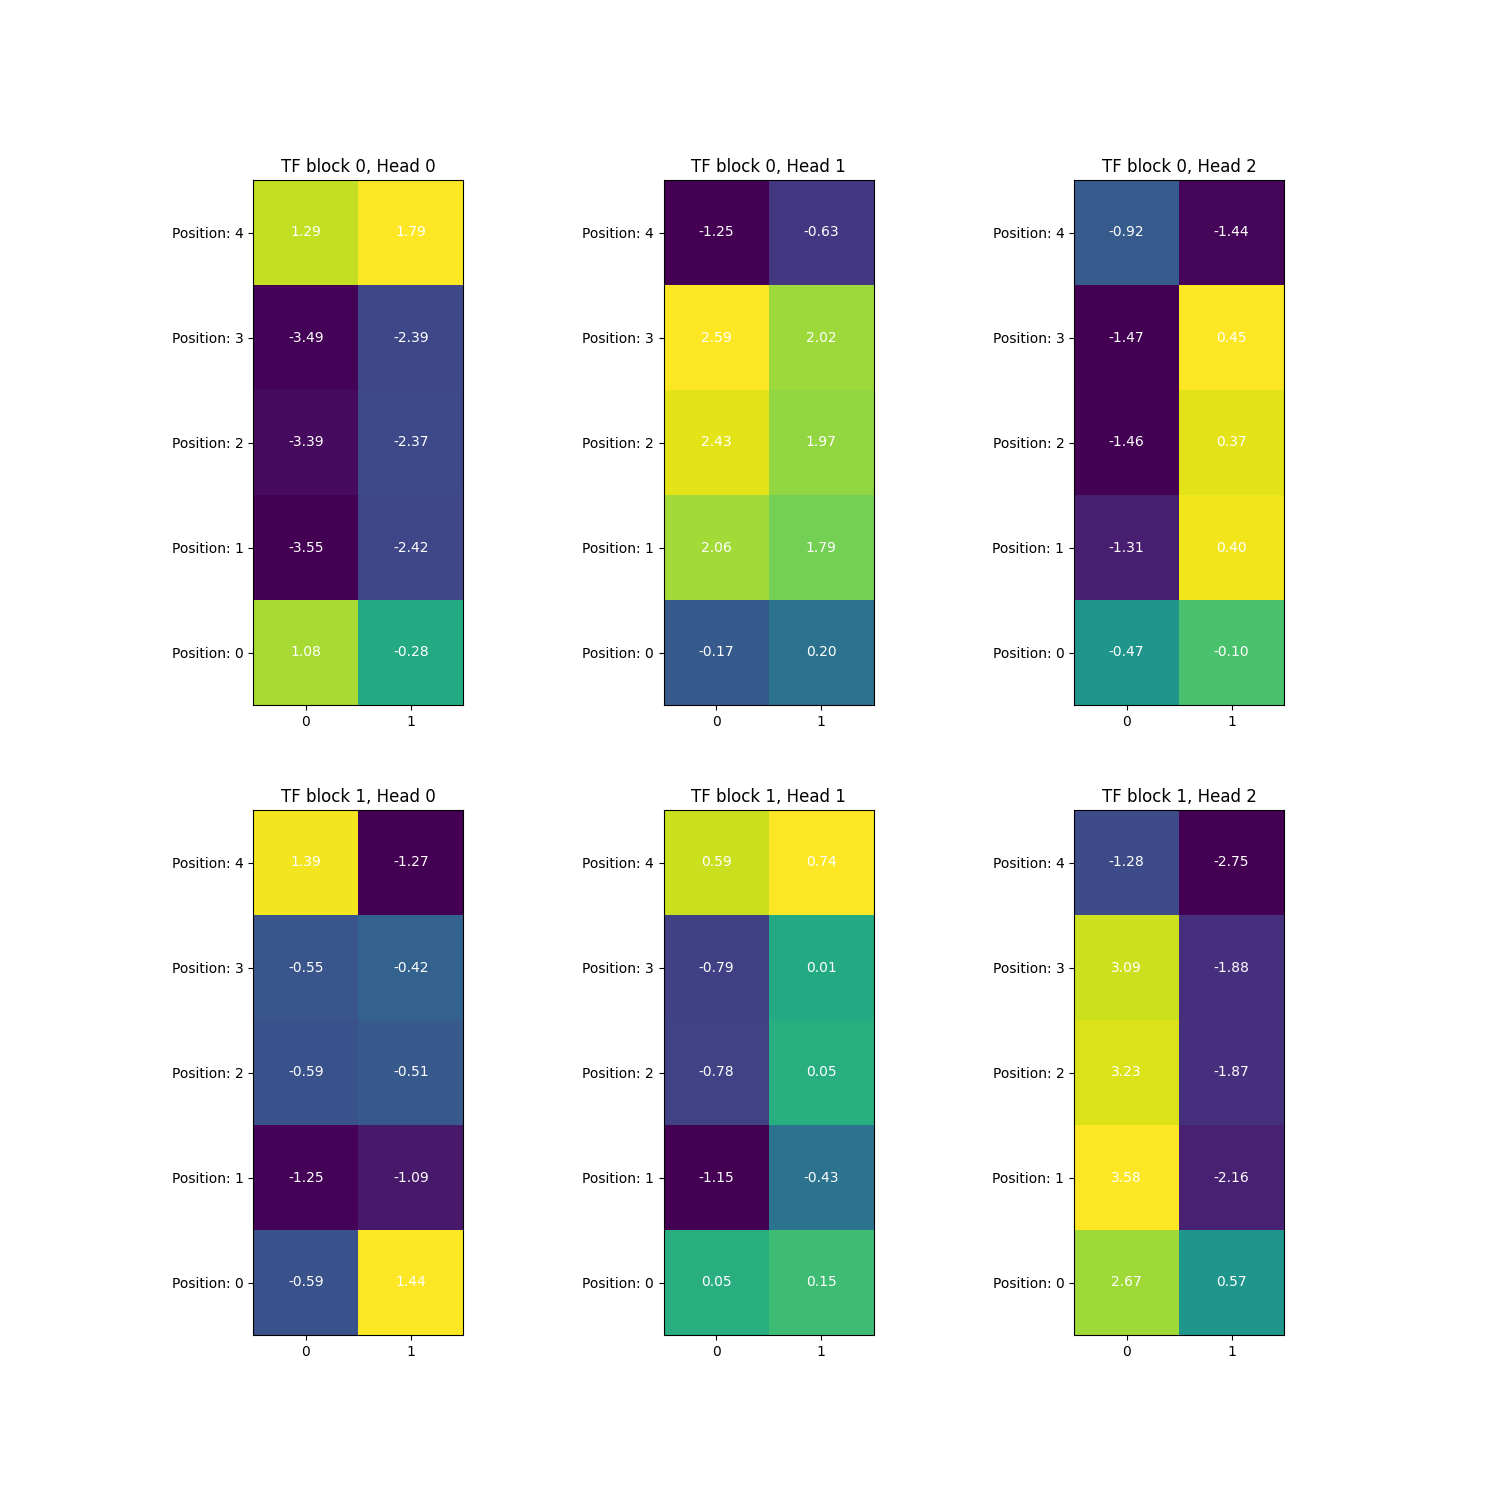 TF block 0, Head 0
Position: 4 1.29 1.79
Position: 3 -3.49 -2.39
Position: 2 -3.39 -2.37
Position: 1 -3.55 -2.42
Position: 0 1.08 -0.28
0 1
TF block 0, Head 1
Position: 4 -1.25 -0.63
Position: 3 2.59 2.02
Position: 2 2.43 1.97
Position: 1 2.06 1.79
Position: 0 -0.17 0.20
0 1
TF block 0, Head 2
Position: 4 -0.92 -1.44
Position: 3 -1.47 0.45
Position: 2 -1.46 0.37
Position: 1 -1.31 0.40
Position: 0 -0.47 -0.10
0 1
TF block 1, Head 0
Position: 4 1.39 -1.27
Position: 3 -0.55 -0.42
Position: 2 -0.59 -0.51
Position: 1 -1.25 -1.09
Position: 0 -0.59 1.44
0 1
TF block 1, Head 1
Position: 4 0.59 0.74
Position: 3 -0.79 0.01
Position: 2 -0.78 0.05
Position: 1 -1.15 -0.43
Position: 0 0.05 0.15
0 1
TF block 1, Head 2
Position: 4 -1.28 -2.75
Position: 3 3.09 -1.88
Position: 2 3.23 -1.87
Position: 1 3.58 -2.16
Position: 0 2.67 0.57
0 1